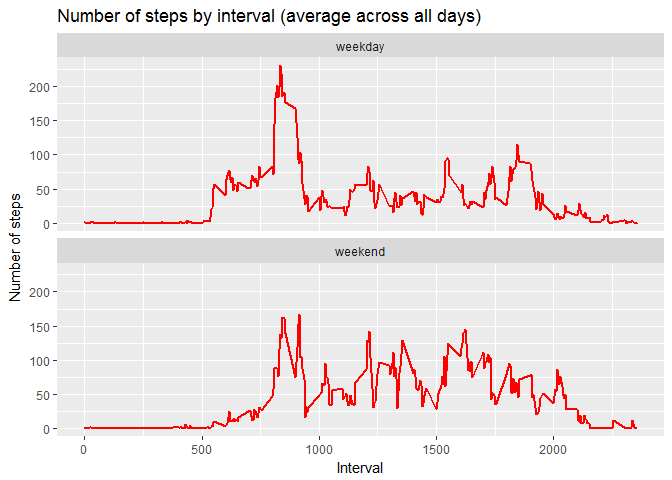 Number of steps by interval (average across all days)
weekday
200
150
100
50
0
weekend
200
150
100
50
0
Number of steps
0 500 1000 1500 2000
Interval